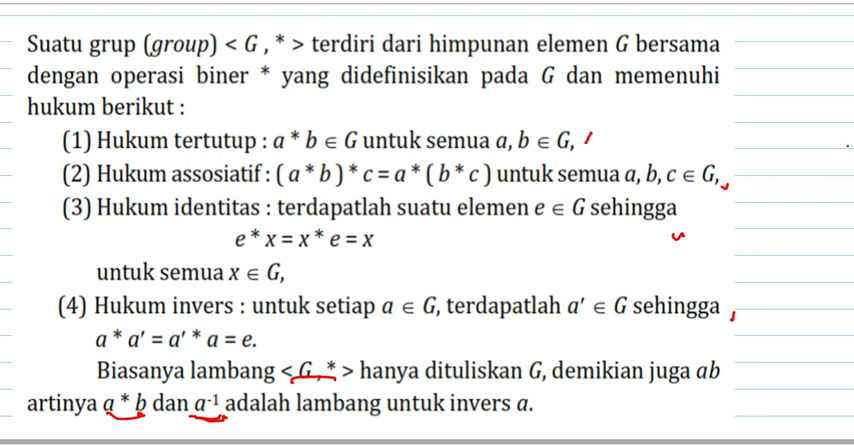 Suatu grup (group) < G , * > terdiri dari himpunan elemen G bersama
dengan operasi biner * yang didefinisikan pada G dan memenuhi
hukum berikut :
(1) Hukum tertutup : a * b ∈ G untuk semua a, b ∈ G,
(2) Hukum assosiatif : ( a * b ) * c = a * ( b * c ) untuk semua a, b, c ∈ G,
(3) Hukum identitas : terdapatlah suatu elemen e ∈ G sehingga
e * x = x * e = x
untuk semua x ∈ G,
(4) Hukum invers : untuk setiap a ∈ G, terdapatlah a′ ∈ G sehingga
a * a′ = a′ * a = e.
Biasanya lambang < G , * > hanya dituliskan G, demikian juga ab
artinya a * b dan a⁻¹ adalah lambang untuk invers a.